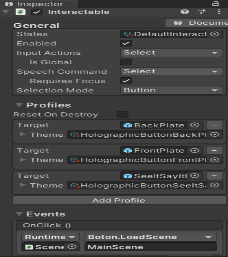 Inspector
Interactable
Docume
General
States DefaultInterac
Enabled
Input Actions Select
Is Global
Speech Command Select
Requires Focus
Selection Mode Button
Profiles
Reset On Destroy
Target BackPlate
Theme HolographicButtonBackPl
Target FrontPlate
Theme HolographicButtonFrontPl
Target SeeItSayIt
Theme HolographicButtonSeeItS
Add Profile
Events
OnClick ()
Runtime Boton.LoadScene
Scene MainScene